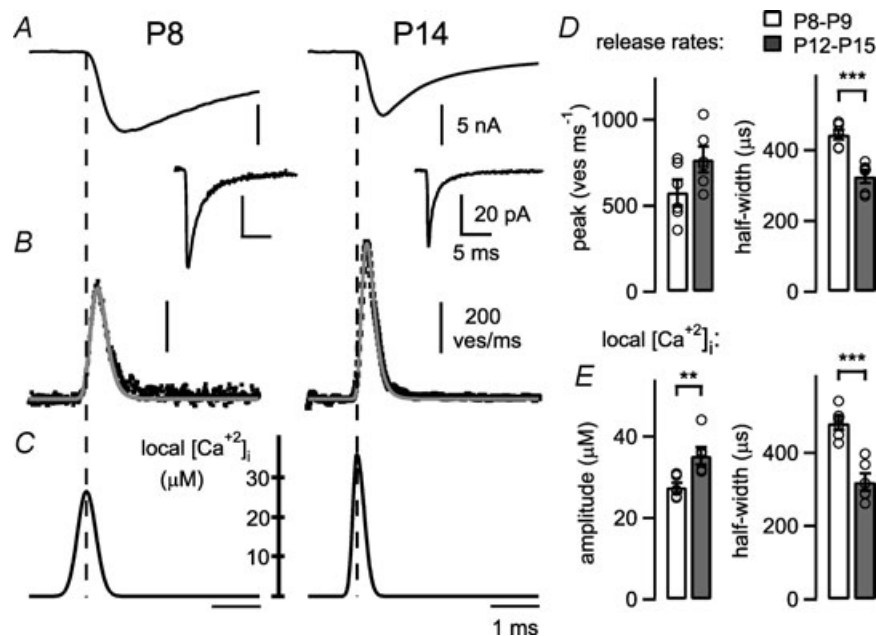 A P8 P14 D release rates: P8-P9
P12-P15
5 nA
20 pA
5 ms
peak (ves ms⁻¹)
1000
500
0
half-width (µs)
400
200
0
***
B
200
ves/ms
local [Ca⁺²]ᵢ:
E
amplitude (µM)
40
20
0
**
half-width (µs)
400
200
0
***
C
local [Ca⁺²]ᵢ
(µM)
30
20
10
1 ms